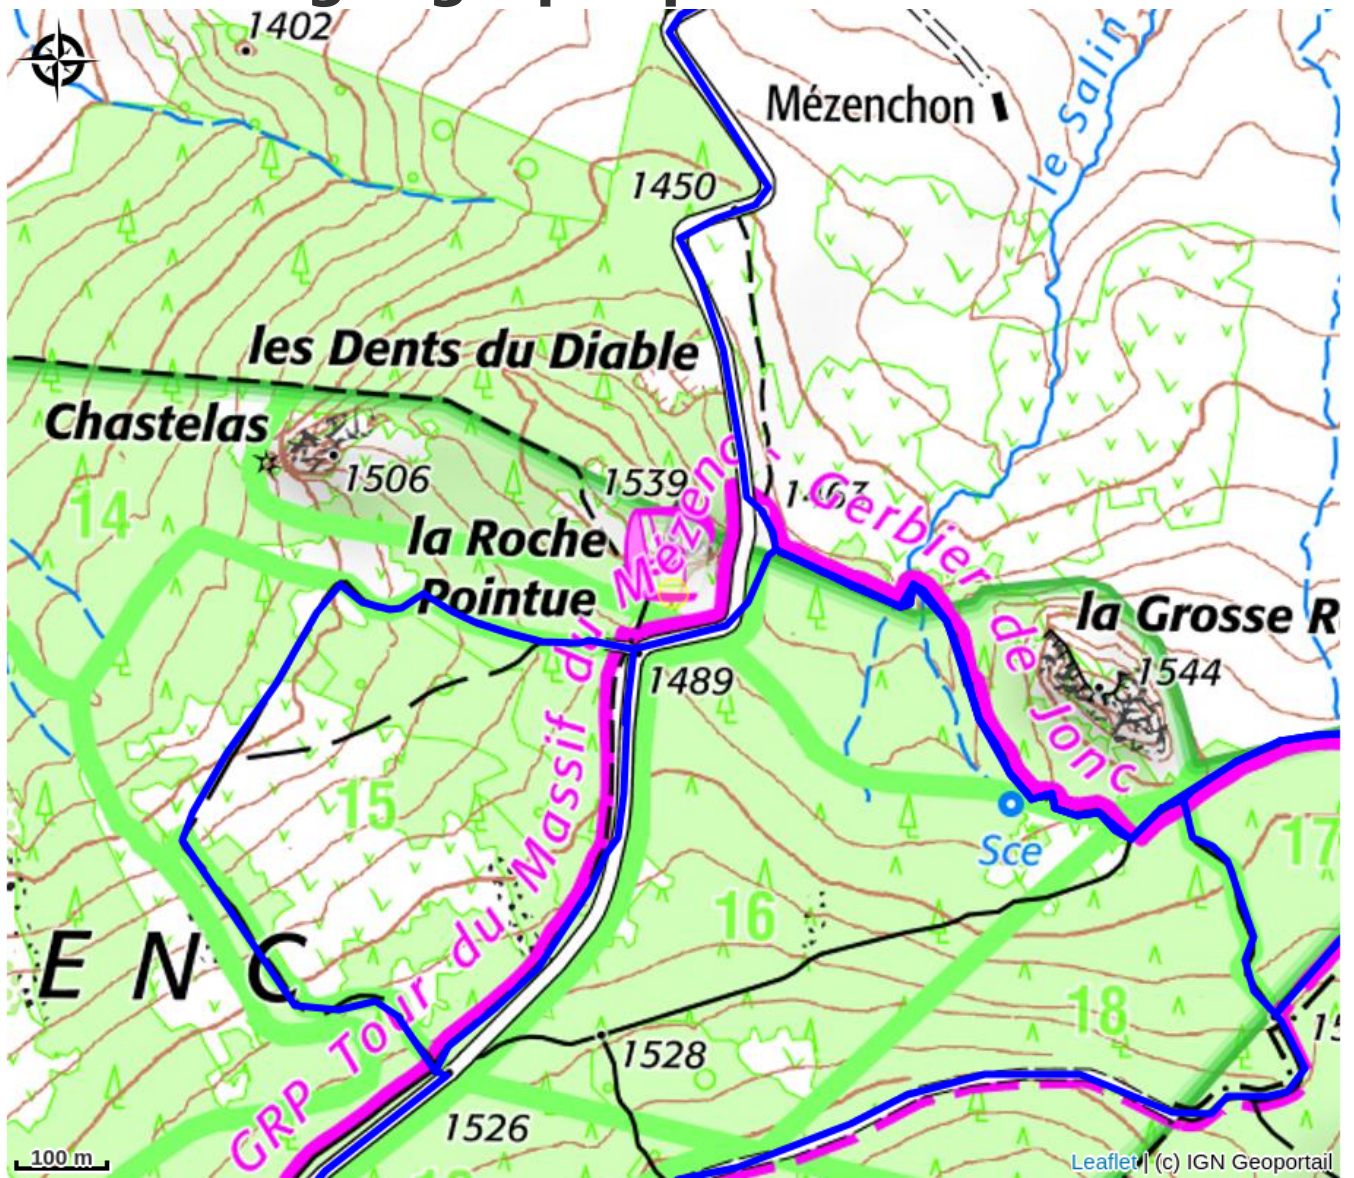 1402
Mézenchon
le Salin
1450
les Dents du Diable
Chastelas
1506
1539
14
la Roche
Pointue
Gerbier
de
Jonc
la Grosse R
1544
1489
15
Sce
17
16
ENC
GRP Tour du Massif du Mézenc
18
1528
1526
100 m
Leaflet | (c) IGN Geoportail